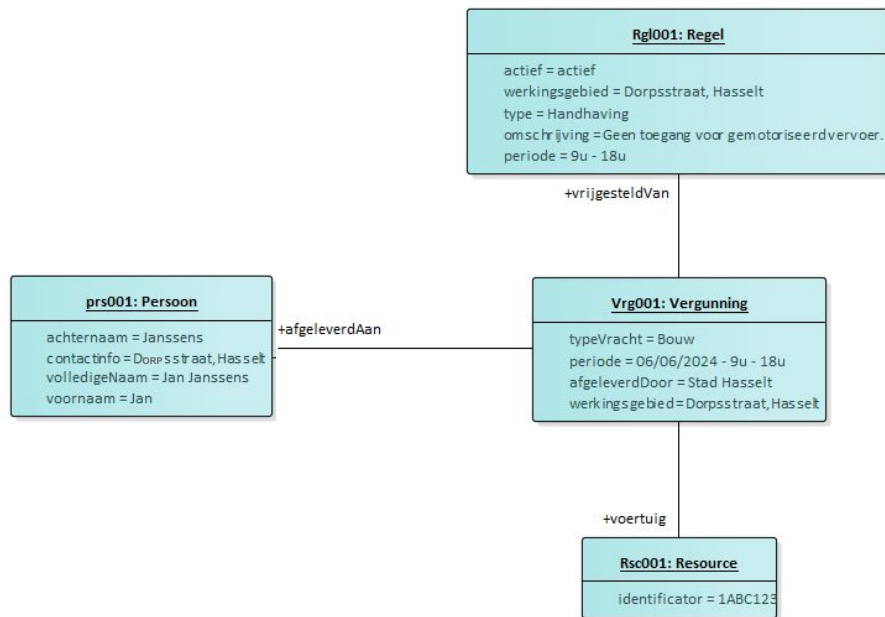 Rgl001: Regel
actief = actief
werkingsgebied = Dorpsstraat, Hasselt
type = Handhaving
omschrijving =Geen toegang voor gemotoriseerdvervoer.
periode = 9u - 18u
+vrijgesteldVan
prs001: Persoon
achternaam = Janssens
contactinfo = Dorpsstraat, Hasselt
volledigeNaam = Jan Janssens
voornaam = Jan
+afgeleverdAan
Vrg001: Vergunning
typeVracht = Bouw
periode = 06/06/2024 - 9u - 18u
afgeleverdDoor = Stad Hasselt
werkingsgebied=Dorpsstraat,Hasselt
+voertuig
Rsc001: Resource
identificator = 1ABC123